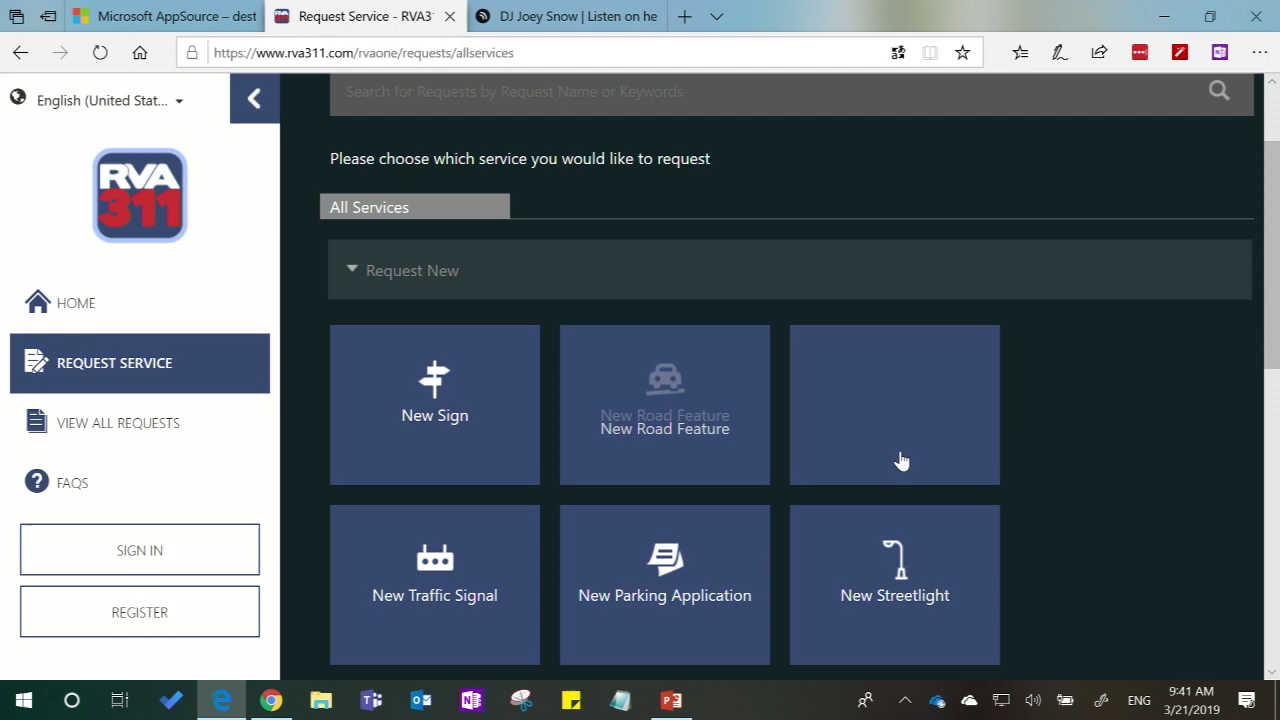 Microsoft AppSource – dest
Request Service - RVA31
DJ Joey Snow | Listen on he
https://www.rva311.com/rvaone/requests/allservices
English (United Stat...
Search for Requests by Request Name or Keywords
Please choose which service you would like to request
RVA
311
All Services
Request New
HOME
REQUEST SERVICE
VIEW ALL REQUESTS
FAQS
SIGN IN
REGISTER
New Sign
New Road Feature
New Road Feature
New Traffic Signal
New Parking Application
New Streetlight
ENG
9:41 AM
3/21/2019